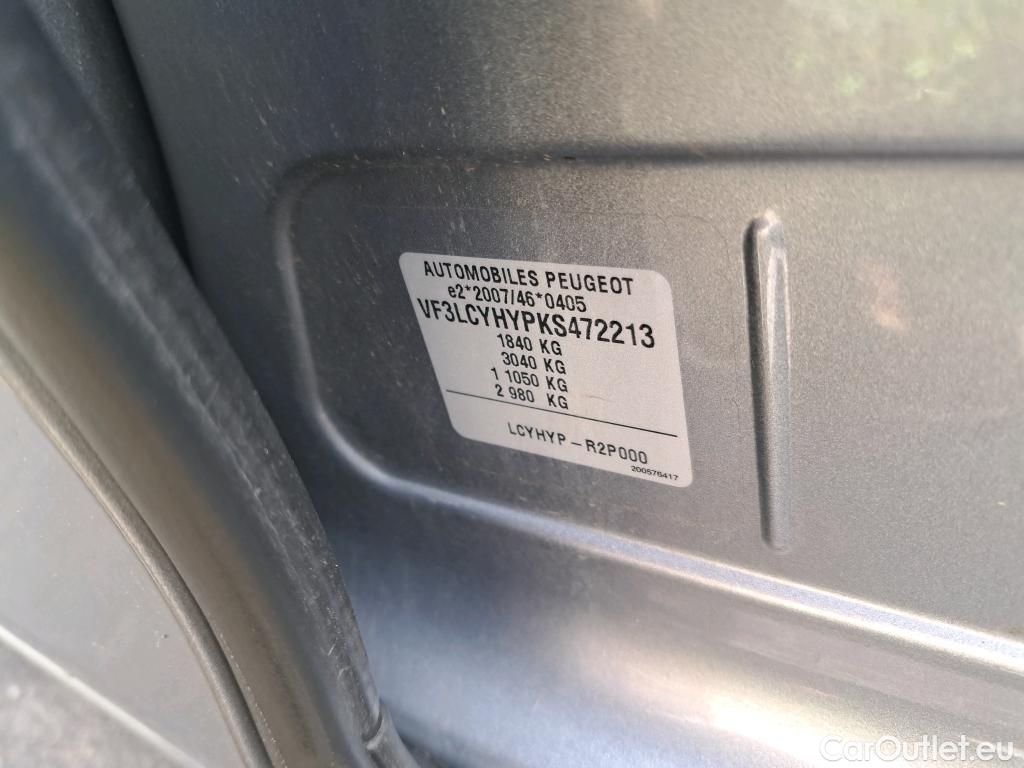 AUTOMOBILES PEUGEOT
e2*2007/46*0405
VF3LCYHYPKS472213
1840 KG
3040 KG
1 1050 KG
2 980 KG
LCYHYP-R2P000
200576417
CarOutlet.eu